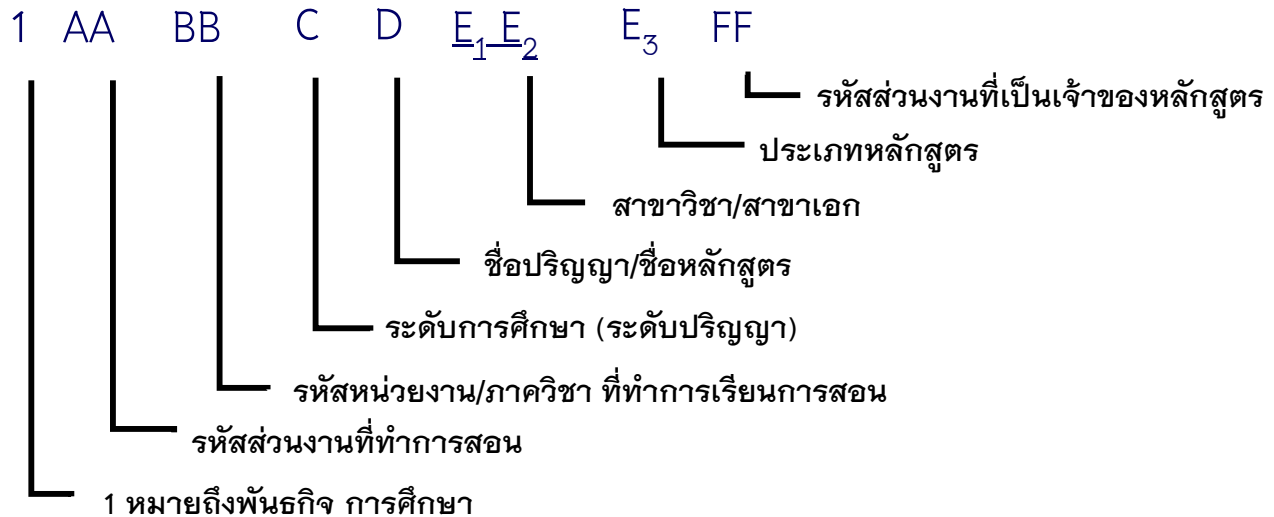 1 AA BB C D E1 E2 E3 FF
รหัสส่วนงานที่เป็นเจ้าของหลักสูตร
ประเภทหลักสูตร
สาขาวิชา/สาขาเอก
ชื่อปริญญา/ชื่อหลักสูตร
ระดับการศึกษา (ระดับปริญญา)
รหัสหน่วยงาน/ภาควิชา ที่ทำการเรียนการสอน
รหัสส่วนงานที่ทำการสอน
1 หมายถึงพันธกิจ การศึกษา